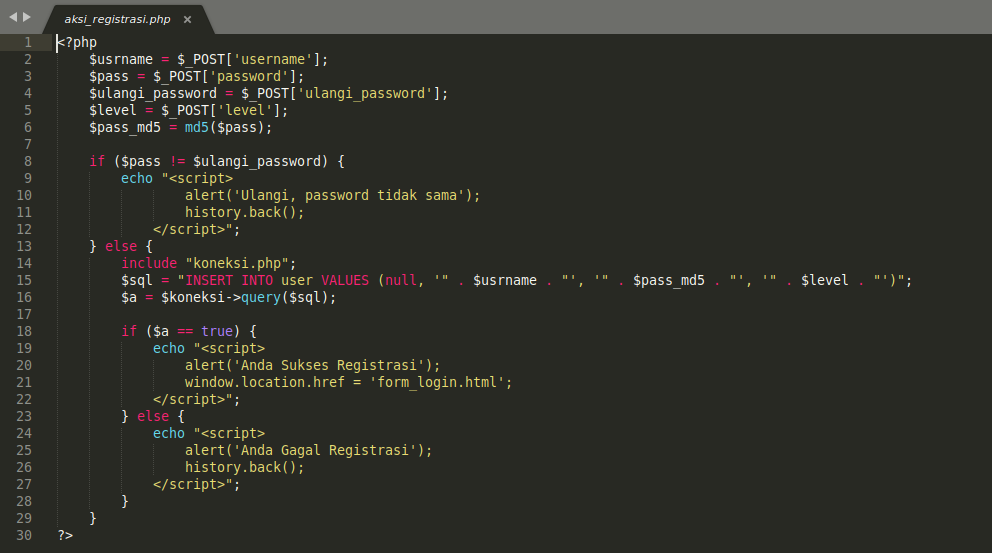 aksi_registrasi.php ×
1 <?php
2     $usrname = $_POST['username'];
3     $pass = $_POST['password'];
4     $ulangi_password = $_POST['ulangi_password'];
5     $level = $_POST['level'];
6     $pass_md5 = md5($pass);
7
8     if ($pass != $ulangi_password) {
9         echo "<script>
10                 alert('Ulangi, password tidak sama');
11                 history.back();
12             </script>";
13     } else {
14         include "koneksi.php";
15         $sql = "INSERT INTO user VALUES (null, '" . $usrname . "', '" . $pass_md5 . "', '" . $level . "')";
16         $a = $koneksi->query($sql);
17
18         if ($a == true) {
19             echo "<script>
20                 alert('Anda Sukses Registrasi');
21                 window.location.href = 'form_login.html';
22             </script>";
23         } else {
24             echo "<script>
25                 alert('Anda Gagal Registrasi');
26                 history.back();
27             </script>";
28         }
29     }
30 ?>